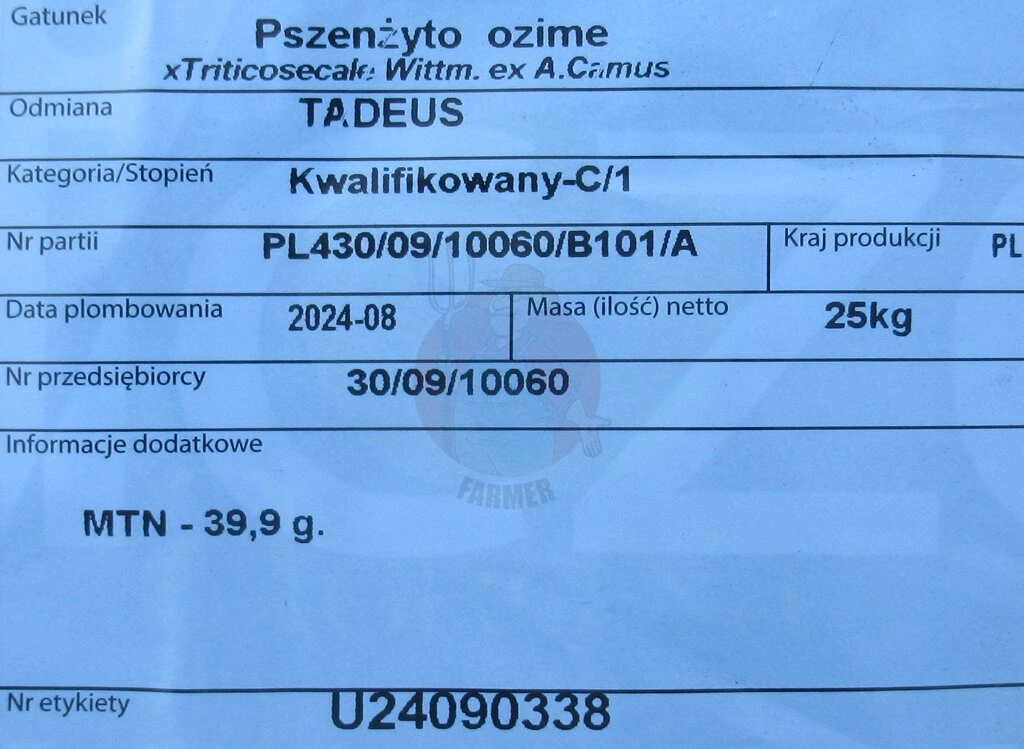 Gatunek
Pszenżyto ozime
xTriticosecale Wittm. ex A.Camus
Odmiana
TADEUS
Kategoria/Stopień
Kwalifikowany-C/1
Nr partii
PL430/09/10060/B101/A
Kraj produkcji
PL
Data plombowania
2024-08
Masa (ilość) netto
25kg
Nr przedsiębiorcy
30/09/10060
Informacje dodatkowe
FARMER
MTN - 39,9 g.
Nr etykiety
U24090338